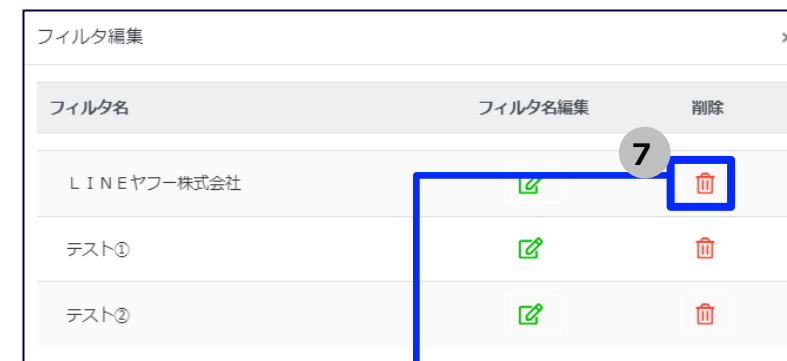 フィルタ編集 ×
フィルタ名 フィルタ名編集 削除
7
ＬＩＮＥヤフー株式会社
テスト①
テスト②